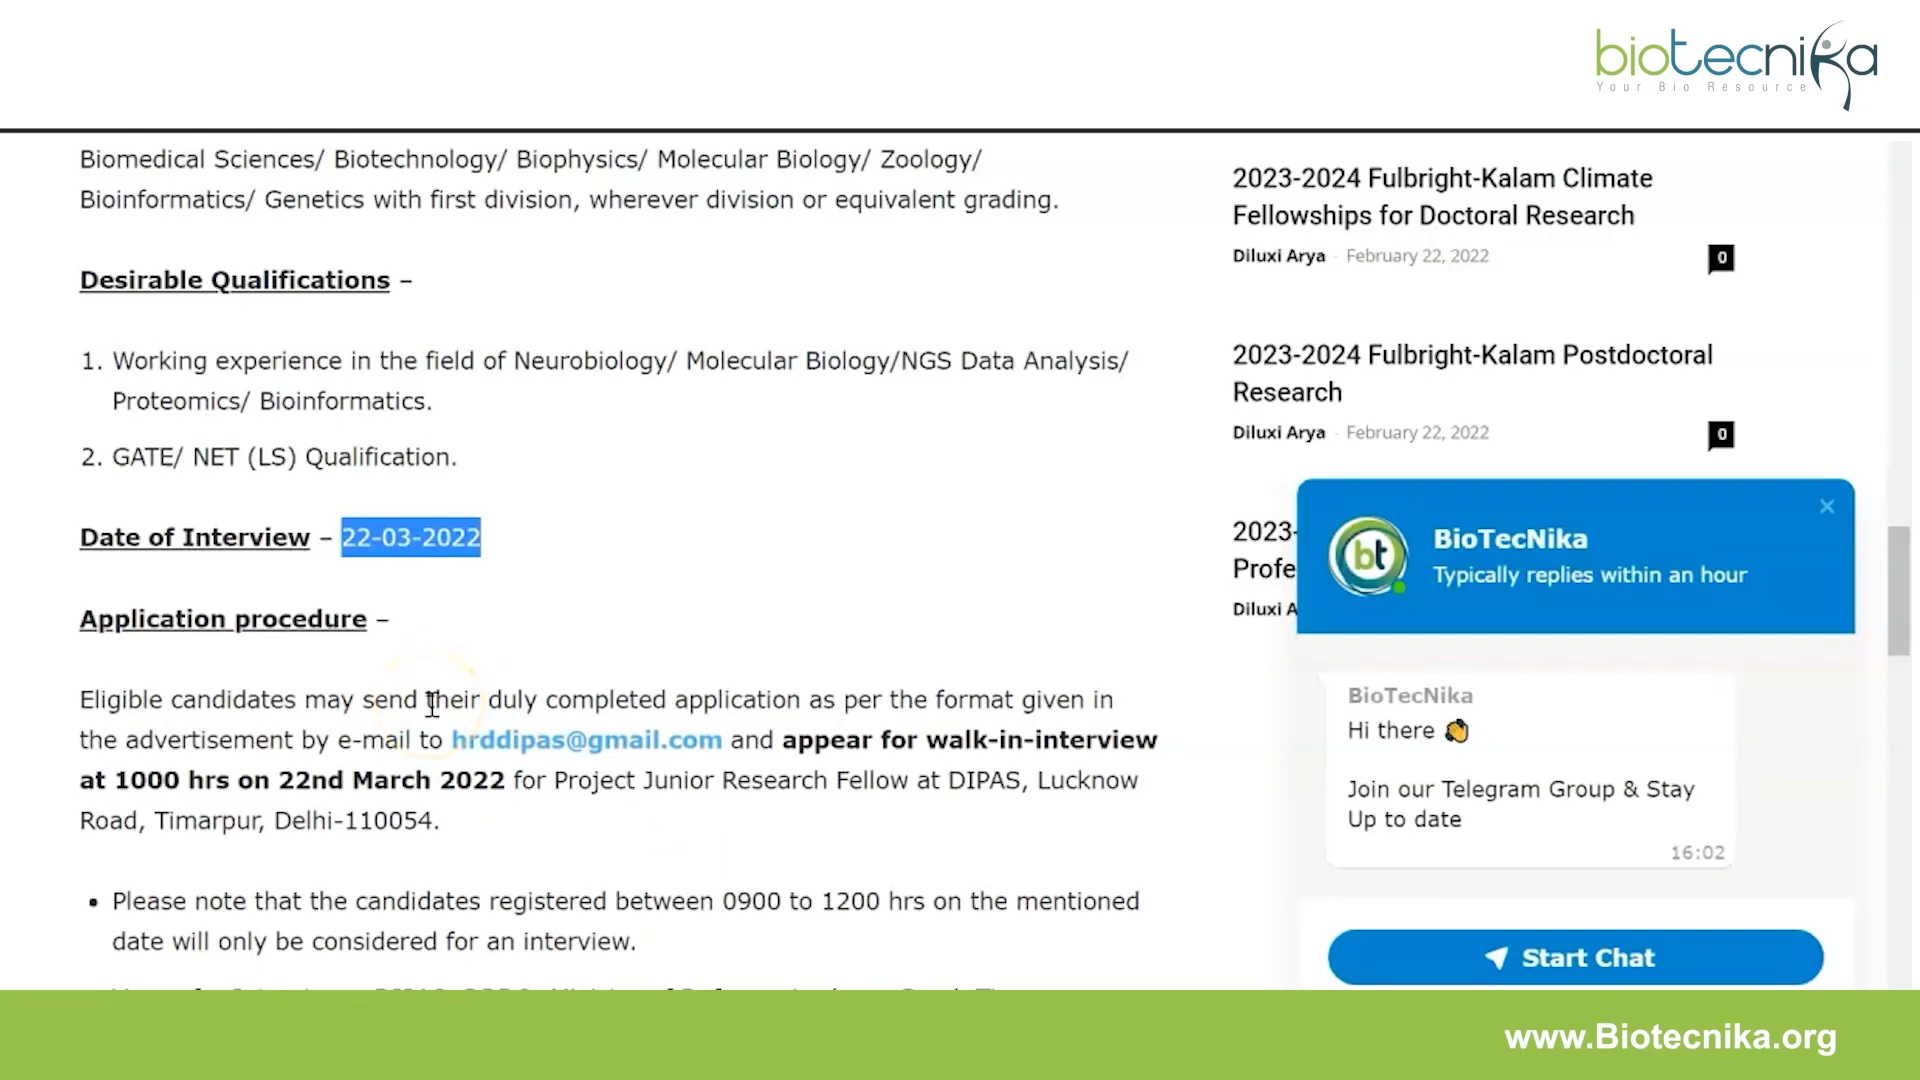 biotecnika
Your Bio Resource
Biomedical Sciences/ Biotechnology/ Biophysics/ Molecular Biology/ Zoology/
Bioinformatics/ Genetics with first division, wherever division or equivalent grading.
Desirable Qualifications –
1. Working experience in the field of Neurobiology/ Molecular Biology/NGS Data Analysis/
Proteomics/ Bioinformatics.
2. GATE/ NET (LS) Qualification.
Date of Interview – 22-03-2022
Application procedure –
Eligible candidates may send their duly completed application as per the format given in
the advertisement by e-mail to hrddipas@gmail.com and appear for walk-in-interview
at 1000 hrs on 22nd March 2022 for Project Junior Research Fellow at DIPAS, Lucknow
Road, Timarpur, Delhi-110054.
• Please note that the candidates registered between 0900 to 1200 hrs on the mentioned
date will only be considered for an interview.
2023-2024 Fulbright-Kalam Climate
Fellowships for Doctoral Research
Diluxi Arya - February 22, 2022
0
2023-2024 Fulbright-Kalam Postdoctoral
Research
Diluxi Arya - February 22, 2022
0
2023-
Profe
Diluxi A
bt
BioTecNika
Typically replies within an hour
×
BioTecNika
Hi there 👋
Join our Telegram Group & Stay
Up to date
16:02
Start Chat
www.Biotecnika.org